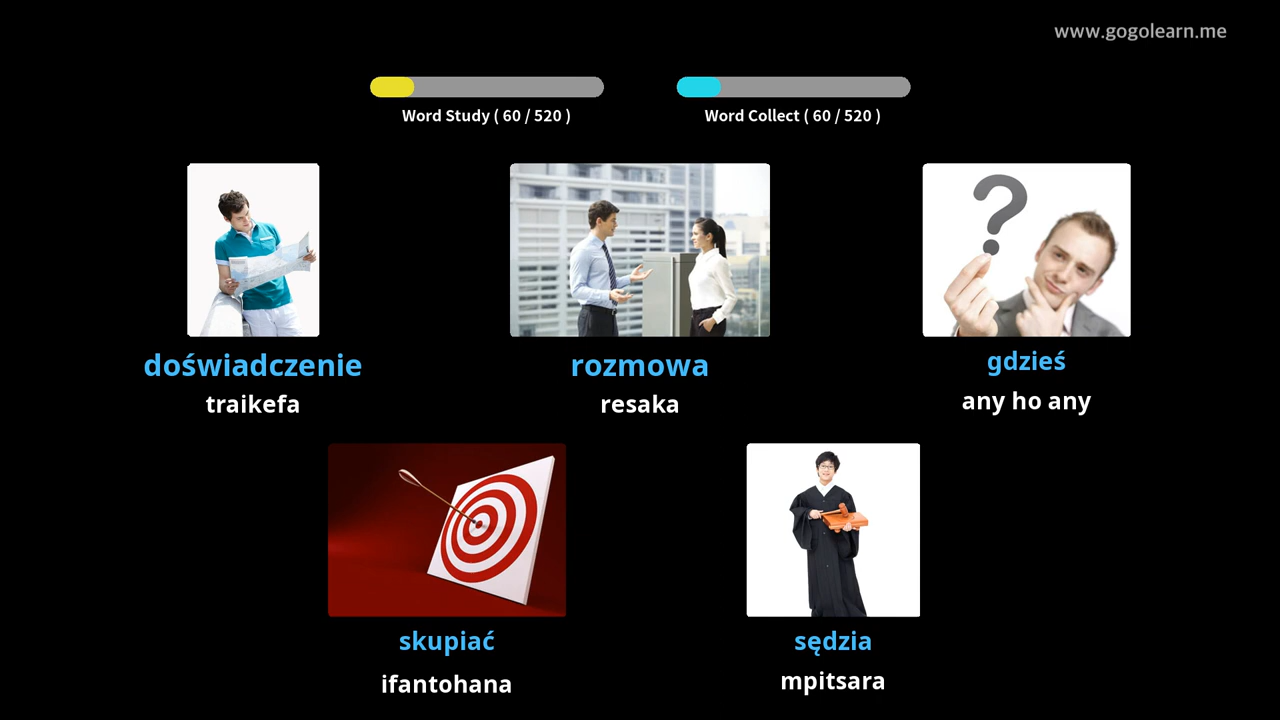 www.gogolearn.me
Word Study ( 60 / 520 )
Word Collect ( 60 / 520 )
doświadczenie
traikefa
rozmowa
resaka
gdzieś
any ho any
skupiać
ifantohana
sędzia
mpitsara